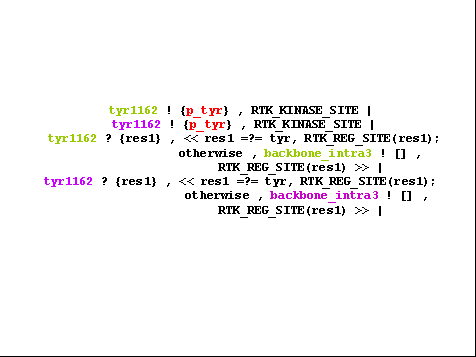 tyr1162 ! {p_tyr} , RTK_KINASE_SITE |
tyr1162 ! {p_tyr} , RTK_KINASE_SITE |
tyr1162 ? {res1} , << res1 =?= tyr, RTK_REG_SITE(res1);
otherwise , backbone_intra3 ! [] ,
RTK_REG_SITE(res1) >> |
tyr1162 ? {res1} , << res1 =?= tyr, RTK_REG_SITE(res1);
otherwise , backbone_intra3 ! [] ,
RTK_REG_SITE(res1) >> |